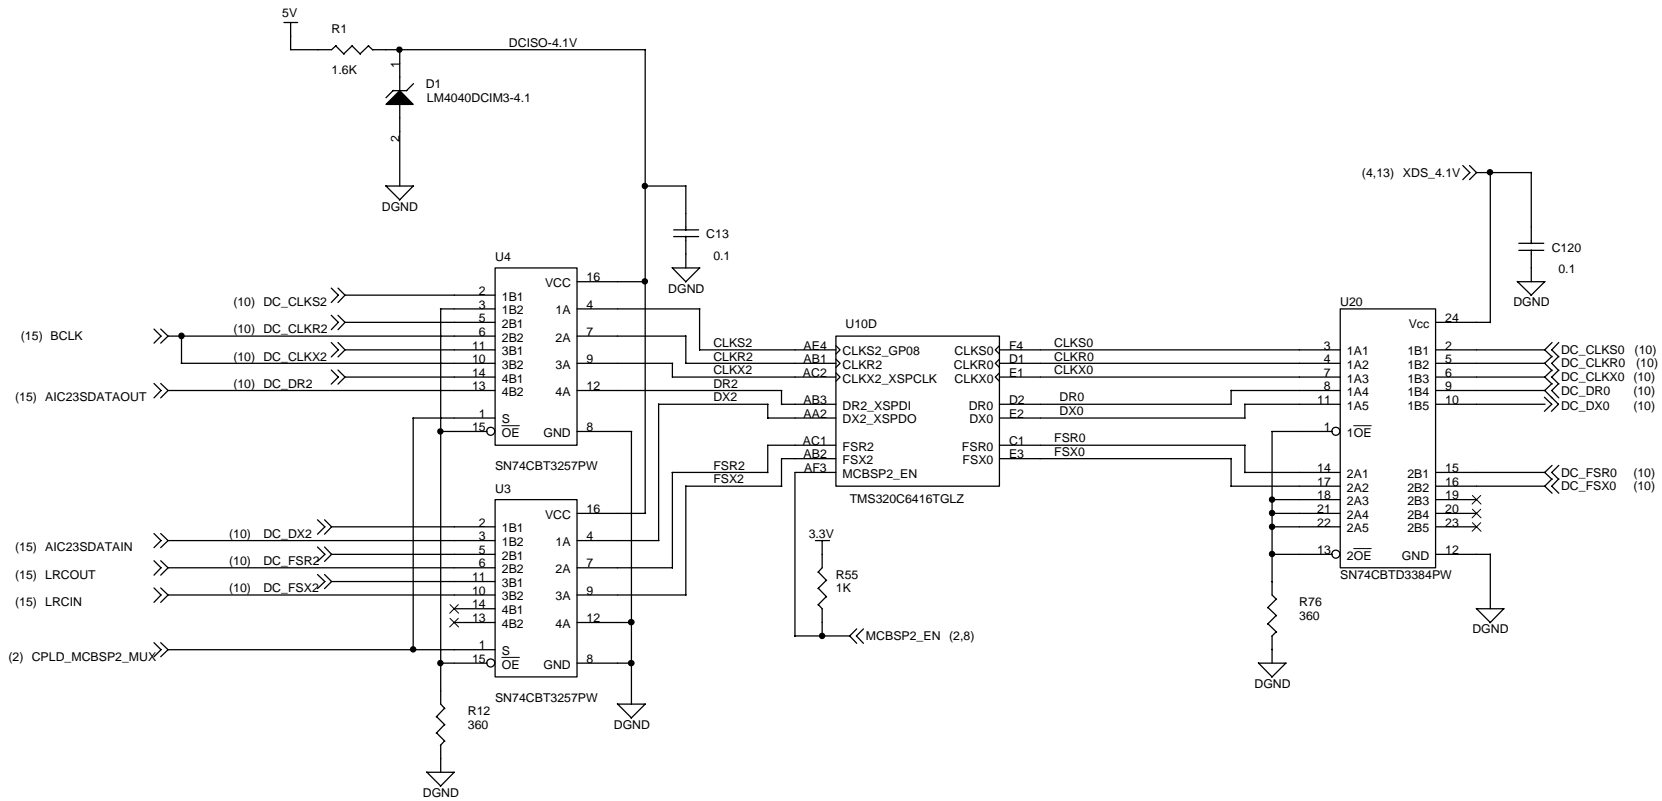 5V
R1
1.6K
DCISO-4.1V
1
D1
LM4040DCIM3-4.1
2
DGND
C13
0.1
DGND
(4,13) XDS_4.1V
C120
0.1
DGND
U4
(10) DC_CLKS2
(15) BCLK
(10) DC_CLKR2
(10) DC_CLKX2
(10) DC_DR2
(15) AIC23SDATAOUT
2 1B1
3 1B2
5 2B1
6 2B2
11 3B1
10 3B2
14 4B1
13 4B2
1 S
15 OE
VCC 16
1A 4
2A 7
3A 9
4A 12
GND 8
SN74CBT3257PW
U3
(10) DC_DX2
(15) AIC23SDATAIN
(10) DC_FSR2
(15) LRCOUT
(10) DC_FSX2
(15) LRCIN
(2) CPLD_MCBSP2_MUX
2 1B1
3 1B2
5 2B1
6 2B2
11 3B1
10 3B2
14 4B1
13 4B2
1 S
15 OE
VCC 16
1A 4
2A 7
3A 9
4A 12
GND 8
SN74CBT3257PW
R12
360
DGND
DGND
U10D
CLKS2 AE4 CLKS2_GP08
CLKR2 AB1 CLKR2
CLKX2 AC2 CLKX2_XSPCLK
DR2 AB3 DR2_XSPDI
DX2 AA2 DX2_XSPDO
FSR2 AC1 FSR2
FSX2 AB2 FSX2
AF3 MCBSP2_EN
CLKS0 F4 CLKS0
CLKR0 D1 CLKR0
CLKX0 E1 CLKX0
DR0 D2 DR0
DX0 E2 DX0
FSR0 C1 FSR0
FSX0 E3 FSX0
TMS320C6416TGLZ
3.3V
R55
1K
MCBSP2_EN (2,8)
U20
3 1A1
4 1A2
7 1A3
8 1A4
11 1A5
1 1OE
14 2A1
17 2A2
18 2A3
21 2A4
22 2A5
13 2OE
Vcc 24
1B1 2 DC_CLKS0 (10)
1B2 5 DC_CLKR0 (10)
1B3 6 DC_CLKX0 (10)
1B4 9 DC_DR0 (10)
1B5 10 DC_DX0 (10)
2B1 15 DC_FSR0 (10)
2B2 16 DC_FSX0 (10)
2B3 19
2B4 20
2B5 23
GND 12
SN74CBTD3384PW
R76
360
DGND
DGND